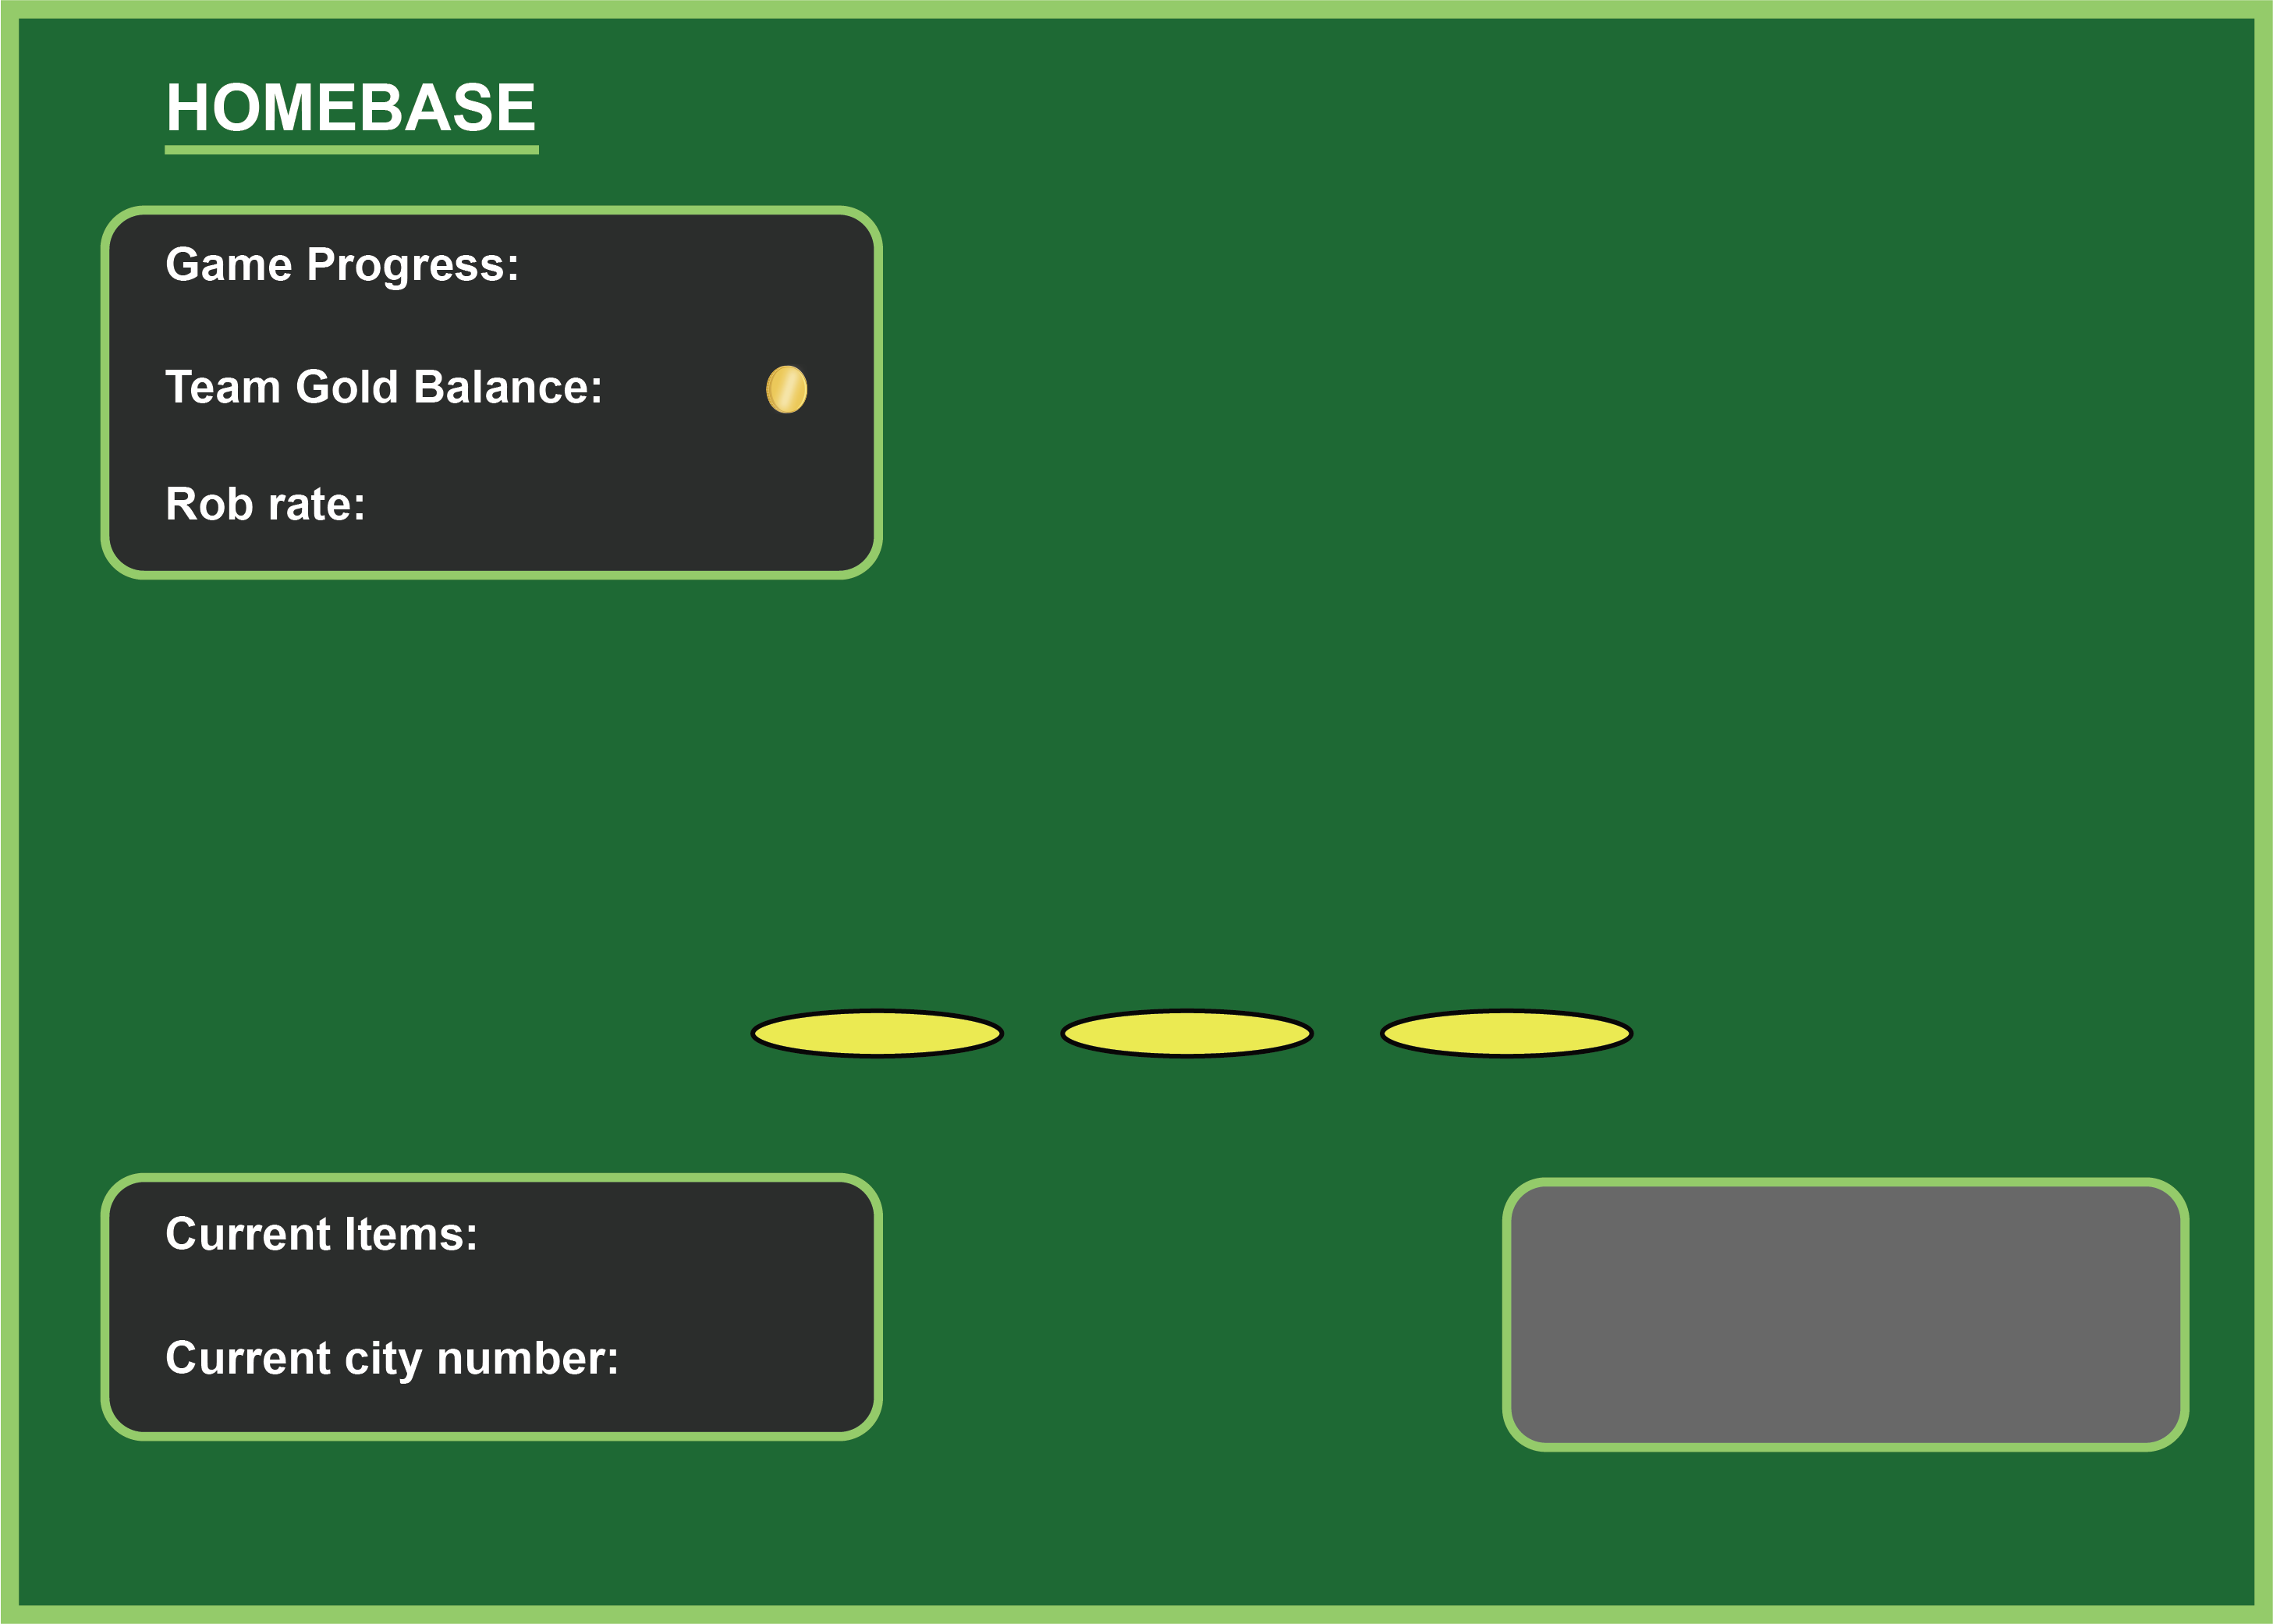 HOMEBASE
Game Progress:
Team Gold Balance:
Rob rate:
Current Items:
Current city number: